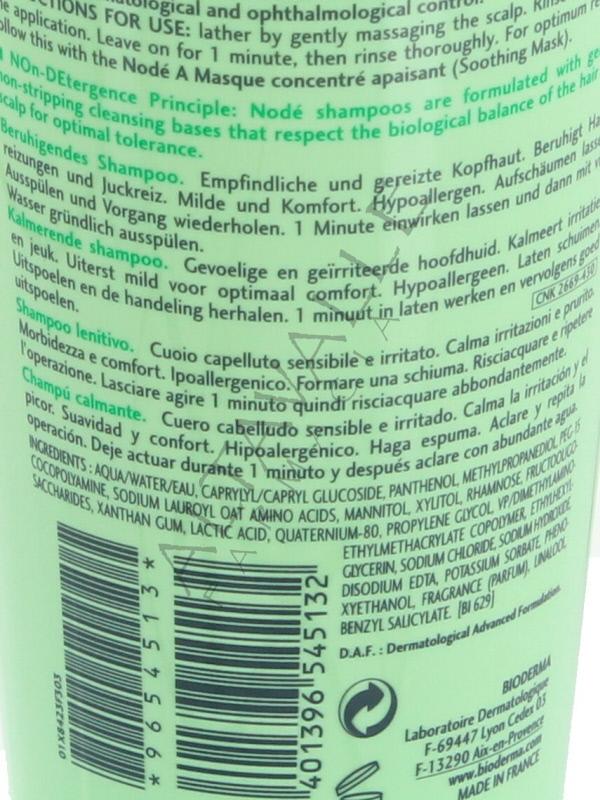 ological and ophthalmological control.
CTIONS FOR USE: lather by gently massaging the scalp. Rins
he application. Leave on for 1 minute, then rinse thoroughly. For optimum re
ollow this with the Nodé A Masque concentré apaisant (Soothing Mask).
NOn-DEtergence Principle: Nodé shampoos are formulated with ge
non-stripping cleansing bases that respect the biological balance of the hair
scalp for optimal tolerance.
Beruhigendes Shampoo. Empfindliche und gereizte Kopfhaut. Beruhigt Ha
reizungen und Juckreiz. Milde und Komfort. Hypoallergen. Aufschäumen lasse
Ausspülen und Vorgang wiederholen. 1 Minute einwirken lassen und dann mit v
Wasser gründlich ausspülen.
Kalmerende shampoo. Gevoelige en geïrriteerde hoofdhuid. Kalmeert irritatie
en jeuk. Uiterst mild voor optimaal comfort. Hypoallergeen. Laten schuimen
Uitspoelen en de handeling herhalen. 1 minuut in laten werken en vervolgens goed
uitspoelen.
CNK 2669-430
Shampoo lenitivo. Cuoio capelluto sensibile e irritato. Calma irritazioni e prurito.
Morbidezza e comfort. Ipoallergenico. Formare una schiuma. Risciacquare e ripetere
l'operazione. Lasciare agire 1 minuto quindi risciacquare abbondantemente.
Champú calmante. Cuero cabelludo sensible e irritado. Calma la irritación y el
picor. Suavidad y confort. Hipoalergénico. Haga espuma. Aclare y repita la
operación. Deje actuar durante 1 minuto y después aclare con abundante agua.
INGREDIENTS : AQUA/WATER/EAU, CAPRYLYL/CAPRYL GLUCOSIDE, PANTHENOL, METHYLPROPANEDIOL, PEG-15
COCOPOLYAMINE, SODIUM LAUROYL OAT AMINO ACIDS, MANNITOL, XYLITOL, RHAMNOSE, FRUCTOOLIGO-
SACCHARIDES, XANTHAN GUM, LACTIC ACID, QUATERNIUM-80, PROPYLENE GLYCOL, VP/DIMETHYLAMINO-
ETHYLMETHACRYLATE COPOLYMER, ETHYLHEXYL-
GLYCERIN, SODIUM CHLORIDE, SODIUM HYDROXIDE,
DISODIUM EDTA, POTASSIUM SORBATE, PHENO-
XYETHANOL, FRAGRANCE (PARFUM), LINALOOL,
BENZYL SALICYLATE. [BI 629]
D.A.F. : Dermatological Advanced Formulation.
01X8423F303
*9654513*
401396 545132
BIODERMA
Laboratoire Dermatologique
F-69447 Lyon Cedex 03
F-13290 Aix-en-Provence
www.bioderma.com
MADE IN FRANCE